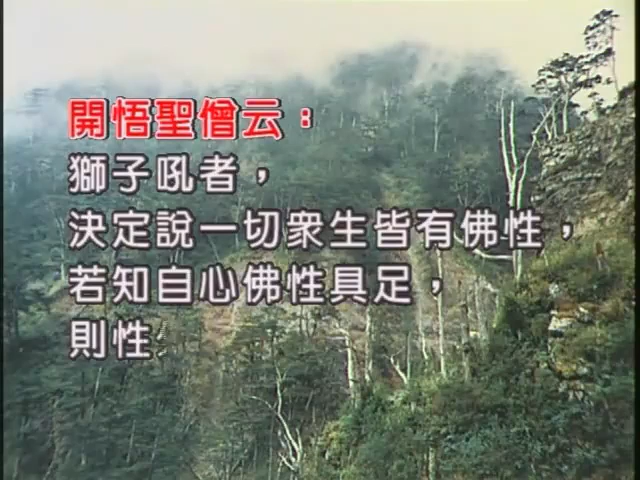 開悟聖僧云：
獅子吼者，
決定說一切眾生皆有佛性，
若知自心佛性具足，
則性